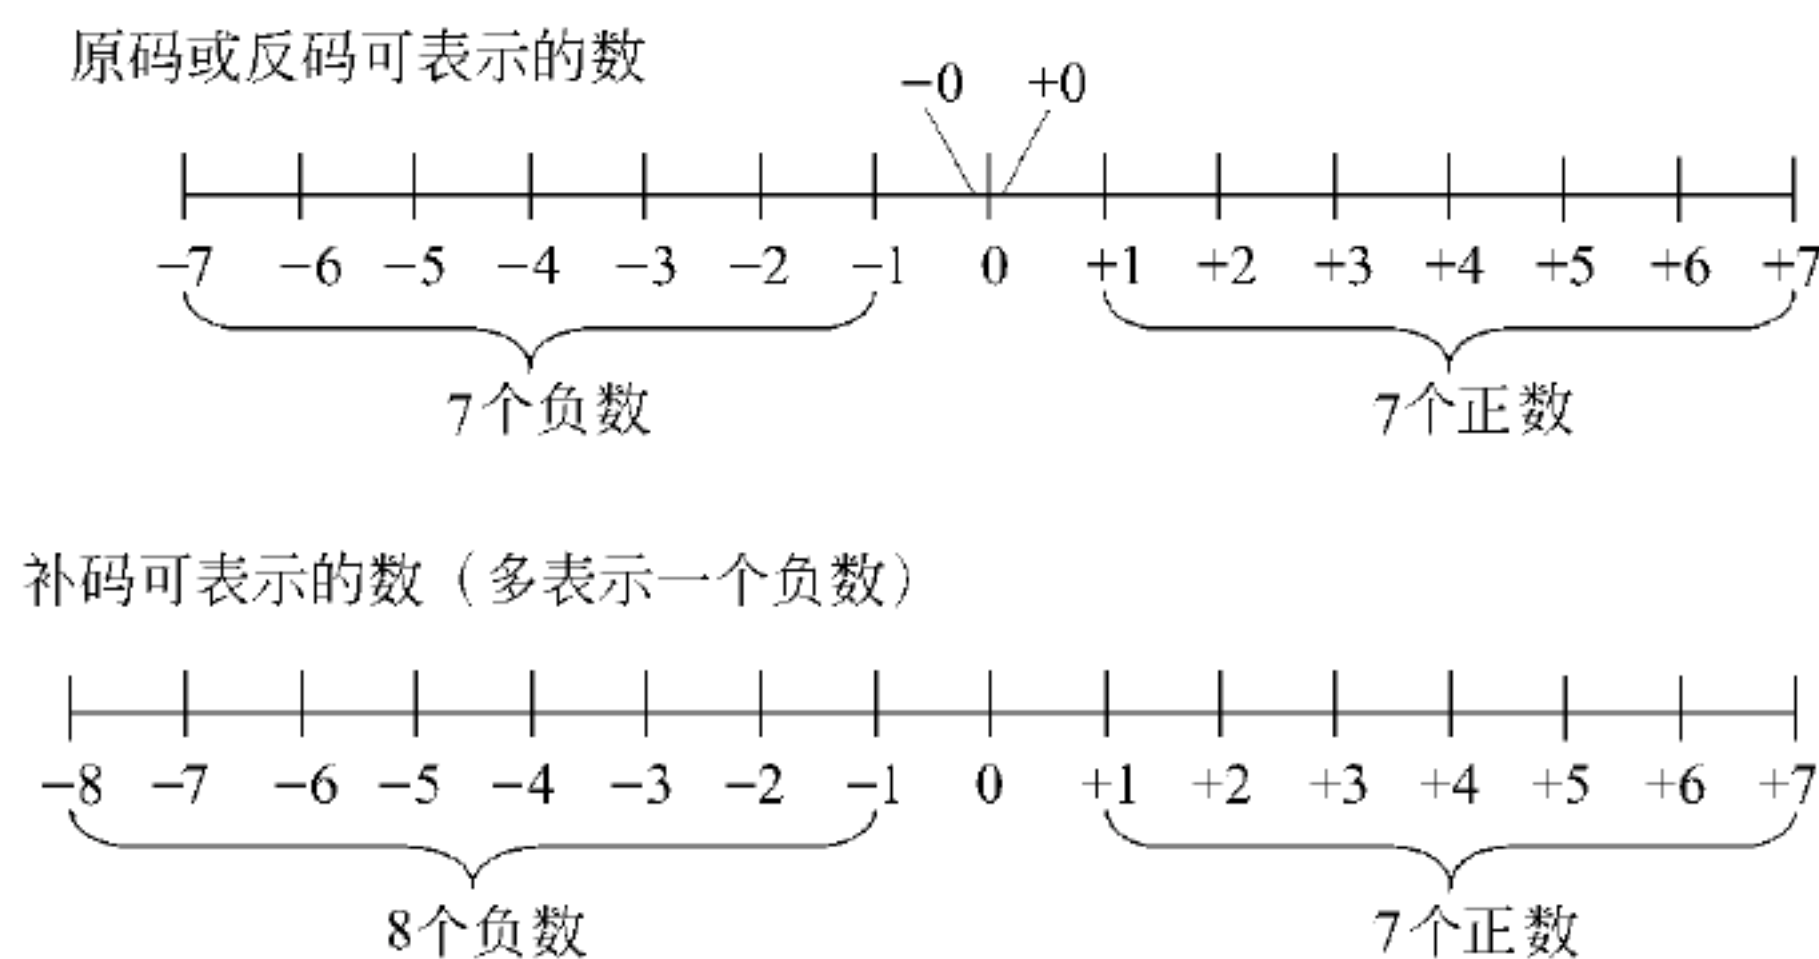 原码或反码可表示的数
−0 +0
−7 −6 −5 −4 −3 −2 −1 0 +1 +2 +3 +4 +5 +6 +7
7个负数 7个正数
补码可表示的数（多表示一个负数）
−8 −7 −6 −5 −4 −3 −2 −1 0 +1 +2 +3 +4 +5 +6 +7
8个负数 7个正数